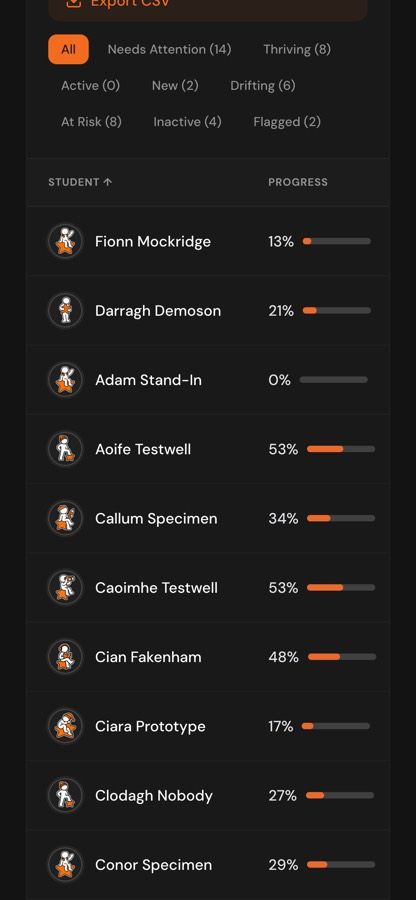 Export CSV
All Needs Attention (14) Thriving (8)
Active (0) New (2) Drifting (6)
At Risk (8) Inactive (4) Flagged (2)
STUDENT ↑ PROGRESS
Fionn Mockridge 13%
Darragh Demoson 21%
Adam Stand-In 0%
Aoife Testwell 53%
Callum Specimen 34%
Caoimhe Testwell 53%
Cian Fakenham 48%
Ciara Prototype 17%
Clodagh Nobody 27%
Conor Specimen 29%